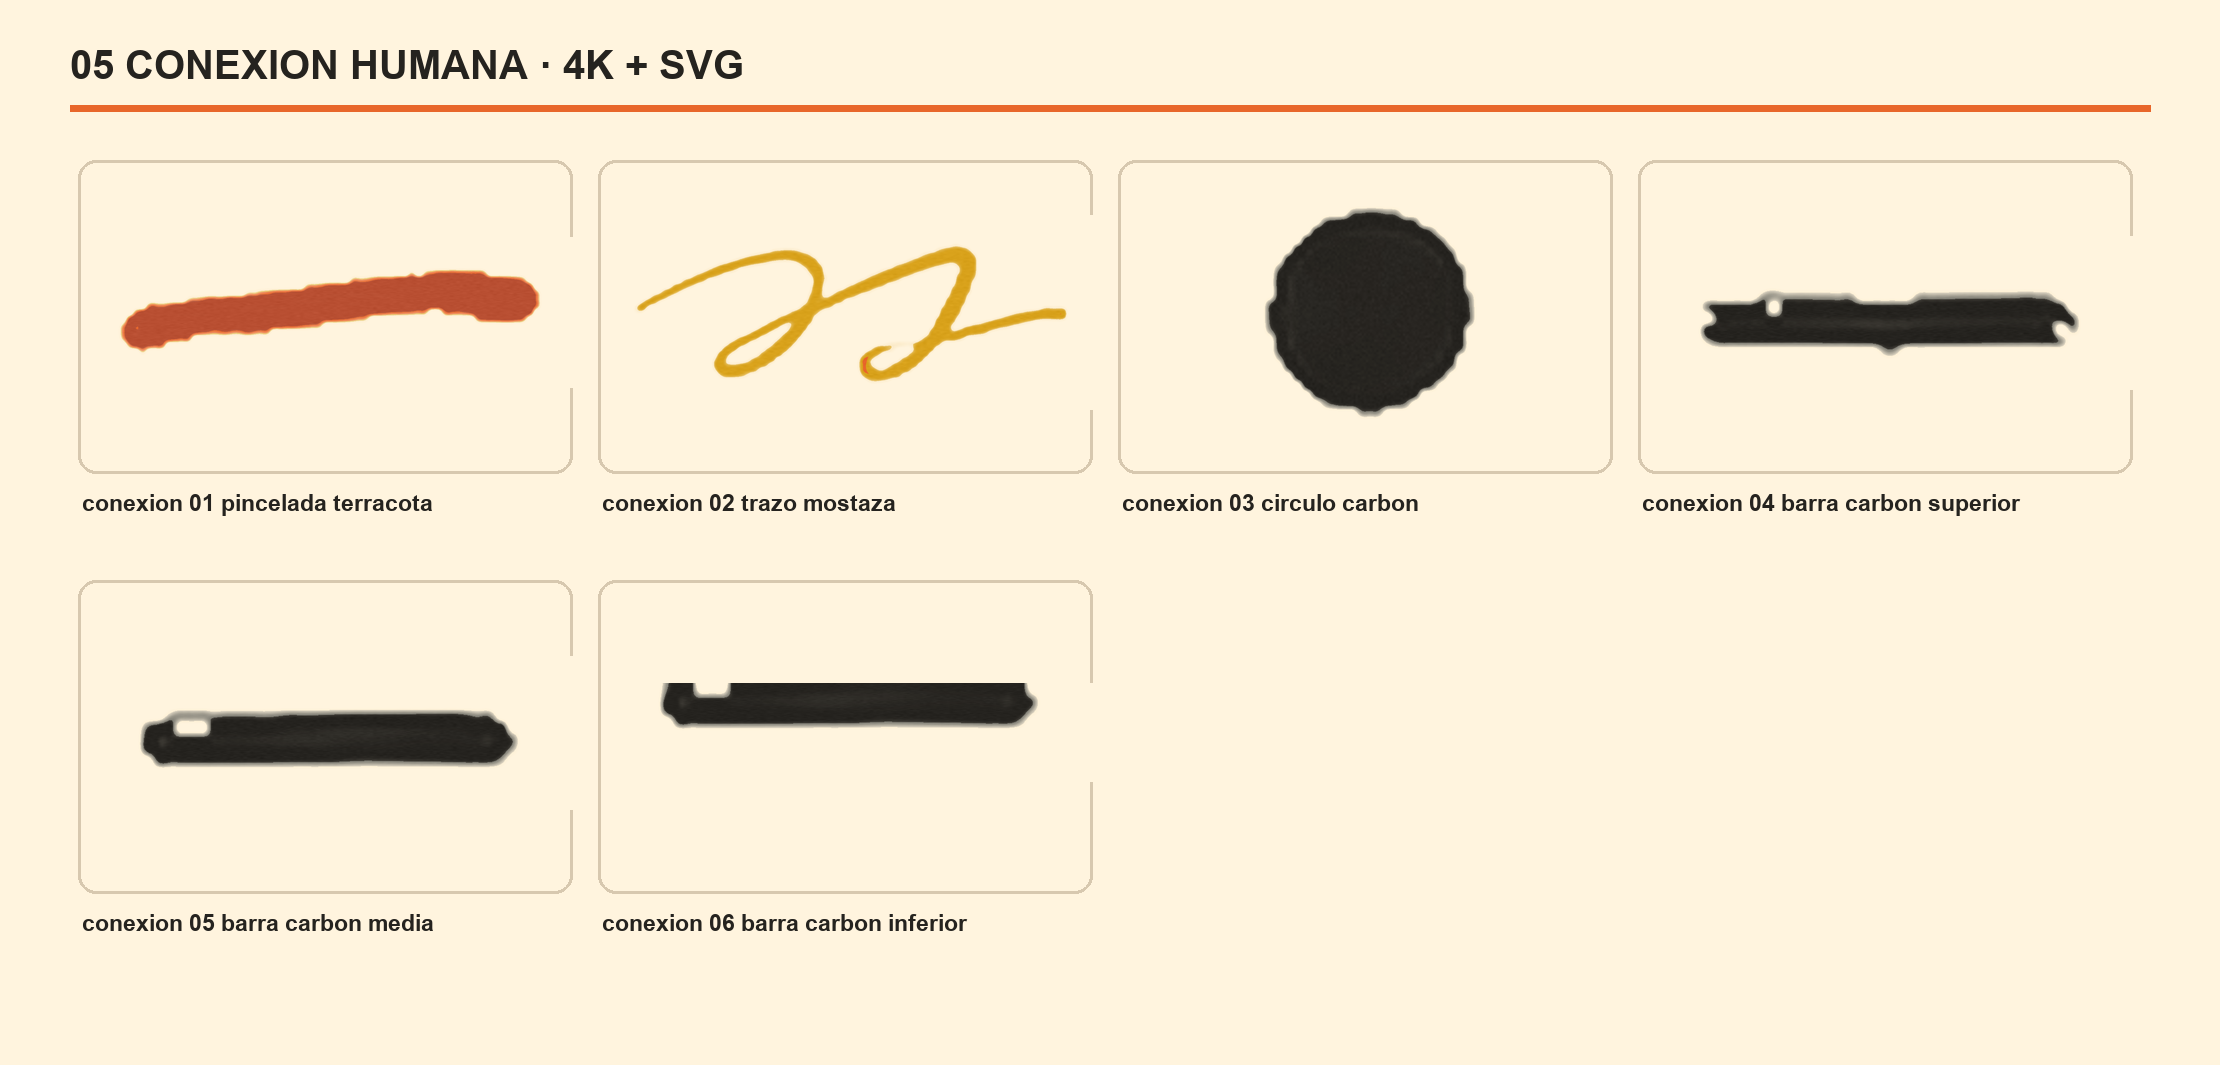 05 CONEXION HUMANA · 4K + SVG
conexion 01 pincelada terracota
conexion 02 trazo mostaza
conexion 03 circulo carbon
conexion 04 barra carbon superior
conexion 05 barra carbon media
conexion 06 barra carbon inferior